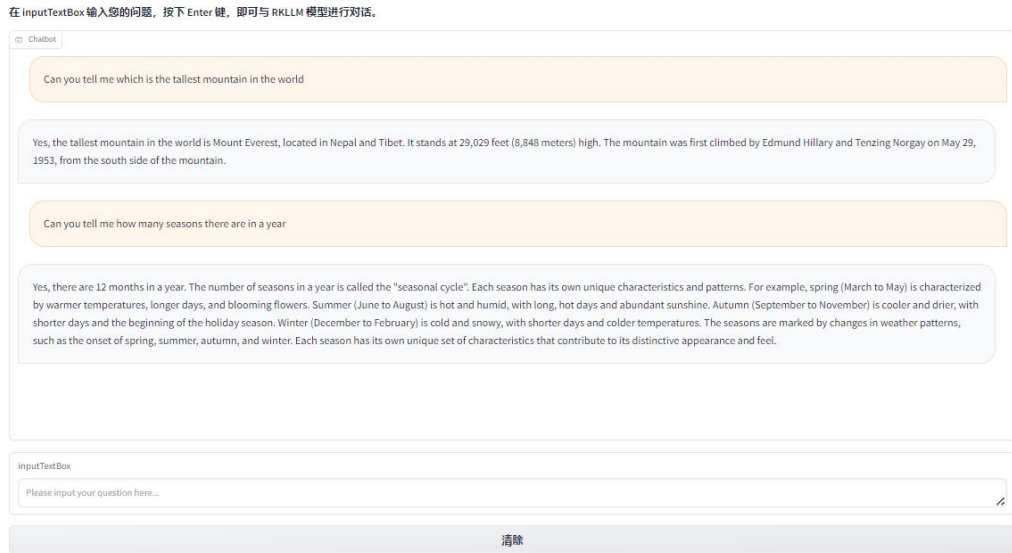 在 inputTextBox 输入您的问题，按下 Enter 键，即可与 RKLLM 模型进行对话。
Chatbot
Can you tell me which is the tallest mountain in the world
Yes, the tallest mountain in the world is Mount Everest, located in Nepal and Tibet. It stands at 29,029 feet (8,848 meters) high. The mountain was first climbed by Edmund Hillary and Tenzing Norgay on May 29,
1953, from the south side of the mountain.
Can you tell me how many seasons there are in a year
Yes, there are 12 months in a year. The number of seasons in a year is called the "seasonal cycle". Each season has its own unique characteristics and patterns. For example, spring (March to May) is characterized
by warmer temperatures, longer days, and blooming flowers. Summer (June to August) is hot and humid, with long, hot days and abundant sunshine. Autumn (September to November) is cooler and drier, with
shorter days and the beginning of the holiday season. Winter (December to February) is cold and snowy, with shorter days and colder temperatures. The seasons are marked by changes in weather patterns,
such as the onset of spring, summer, autumn, and winter. Each season has its own unique set of characteristics that contribute to its distinctive appearance and feel.
inputTextBox
Please input your question here...
清除